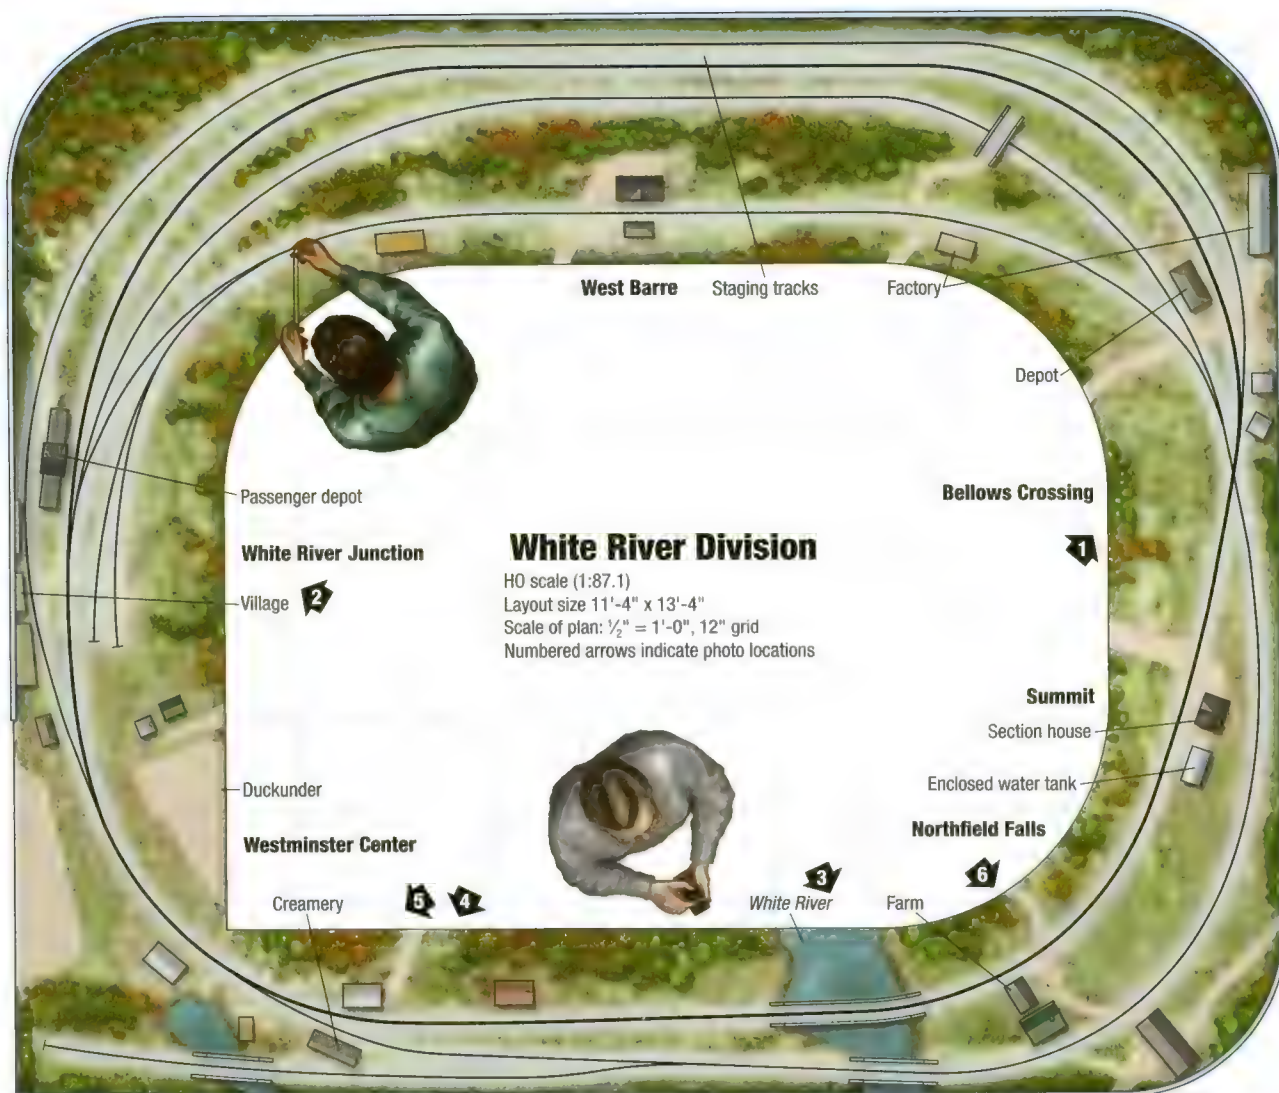 West Barre
Staging tracks
Factory
Depot
Passenger depot
Bellows Crossing
1
White River Junction
Village
2
White River Division
HO scale (1:87.1)
Layout size 11'-4" x 13'-4"
Scale of plan: ½" = 1'-0", 12" grid
Numbered arrows indicate photo locations
Summit
Section house
Duckunder
Enclosed water tank
Westminster Center
Northfield Falls
Creamery
5
4
3
White River
6
Farm